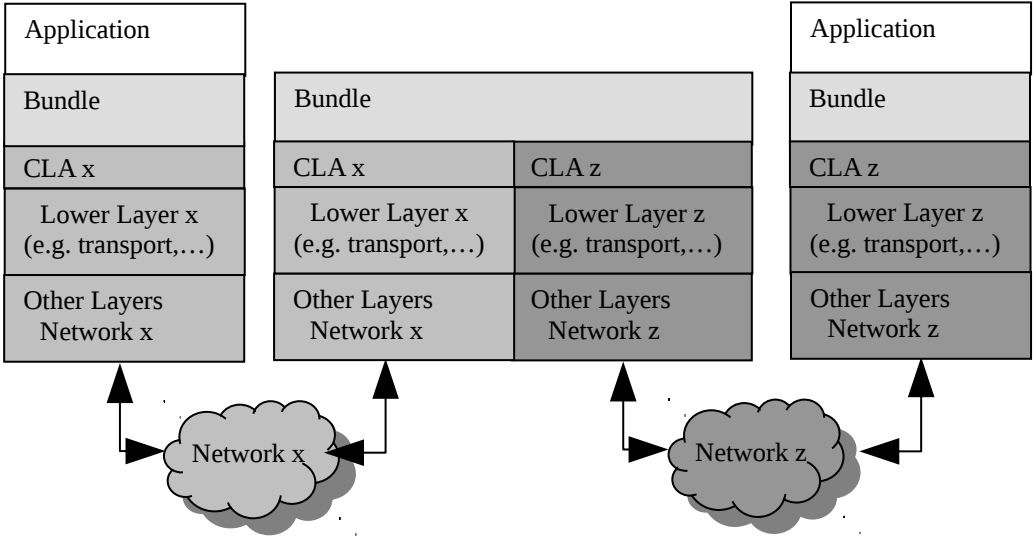 Application
Bundle
CLA x
Lower Layer x
(e.g. transport,…)
Other Layers
Network x
Bundle
CLA x
Lower Layer x
(e.g. transport,…)
Other Layers
Network x
CLA z
Lower Layer z
(e.g. transport,…)
Other Layers
Network z
Application
Bundle
CLA z
Lower Layer z
(e.g. transport,…)
Other Layers
Network z
Network x
Network z